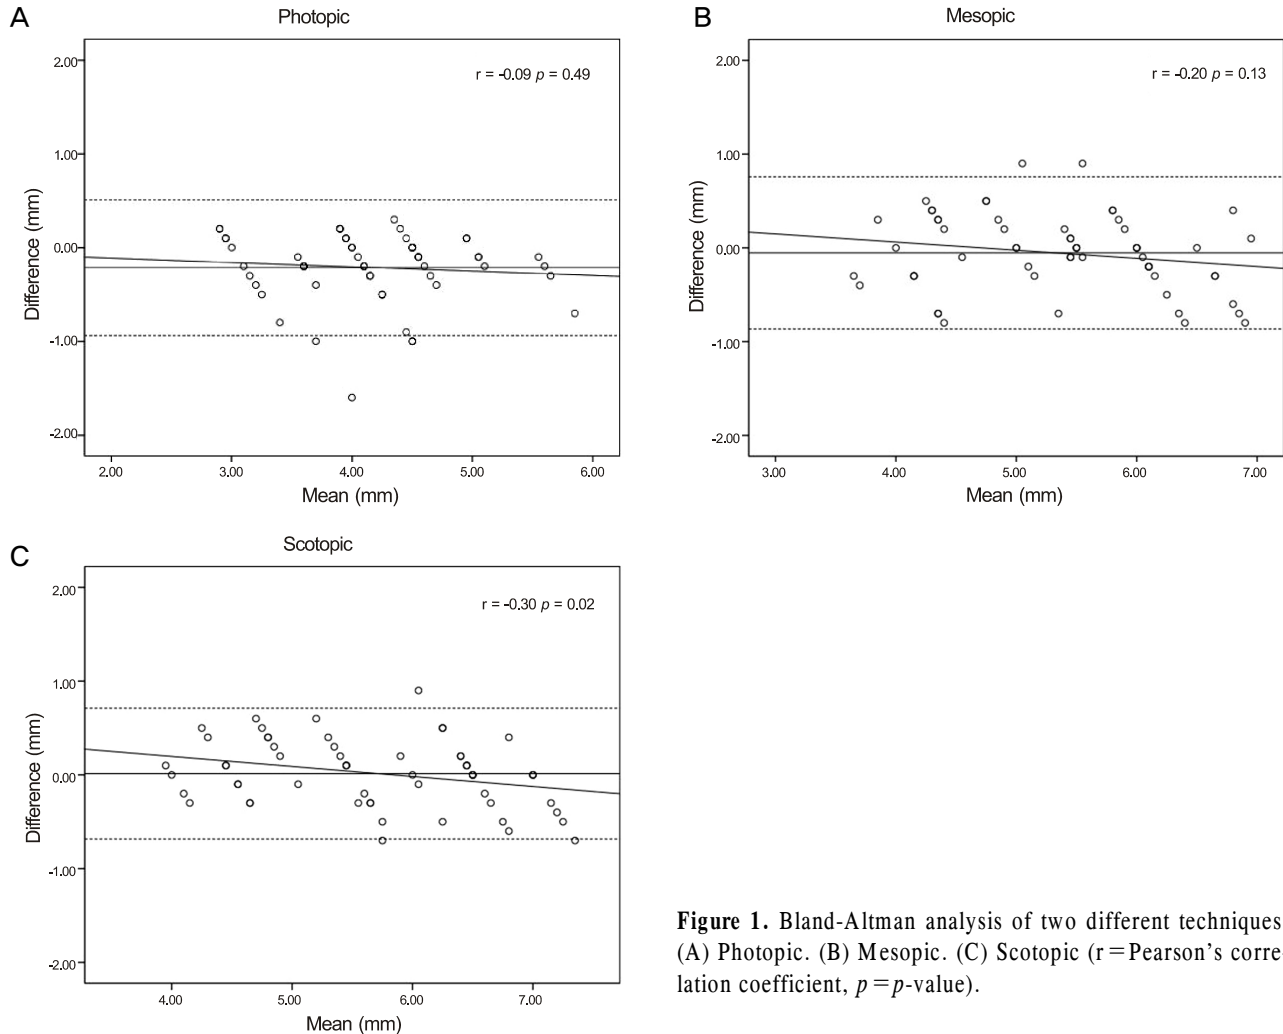 A
Photopic
r = -0.09 p = 0.49
Difference (mm)
2.00
1.00
0.00
-1.00
-2.00
2.00 3.00 4.00 5.00 6.00
Mean (mm)
B
Mesopic
r = -0.20 p = 0.13
Difference (mm)
2.00
1.00
0.00
-1.00
-2.00
3.00 4.00 5.00 6.00 7.00
Mean (mm)
C
Scotopic
r = -0.30 p = 0.02
Difference (mm)
2.00
1.00
0.00
-1.00
-2.00
4.00 5.00 6.00 7.00
Mean (mm)
Figure 1. Bland-Altman analysis of two different techniques
(A) Photopic. (B) Mesopic. (C) Scotopic (r=Pearson's corre-
lation coefficient, p=p-value).